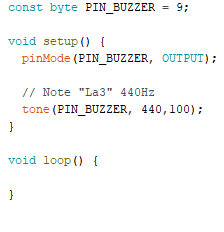 const byte PIN_BUZZER = 9;

void setup() {
  pinMode(PIN_BUZZER, OUTPUT);

  // Note "La3" 440Hz
  tone(PIN_BUZZER, 440,100);
}

void loop() {

}